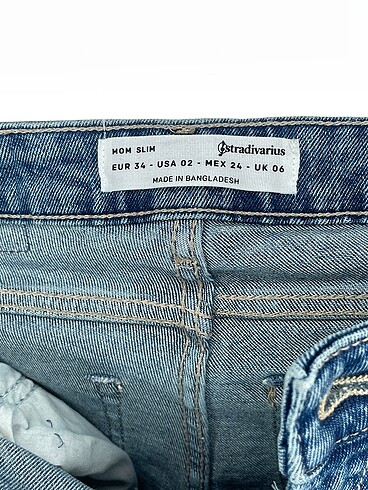 MOM SLIM
stradivarius
EUR 34 - USA 02 - MEX 24 - UK 06
MADE IN BANGLADESH